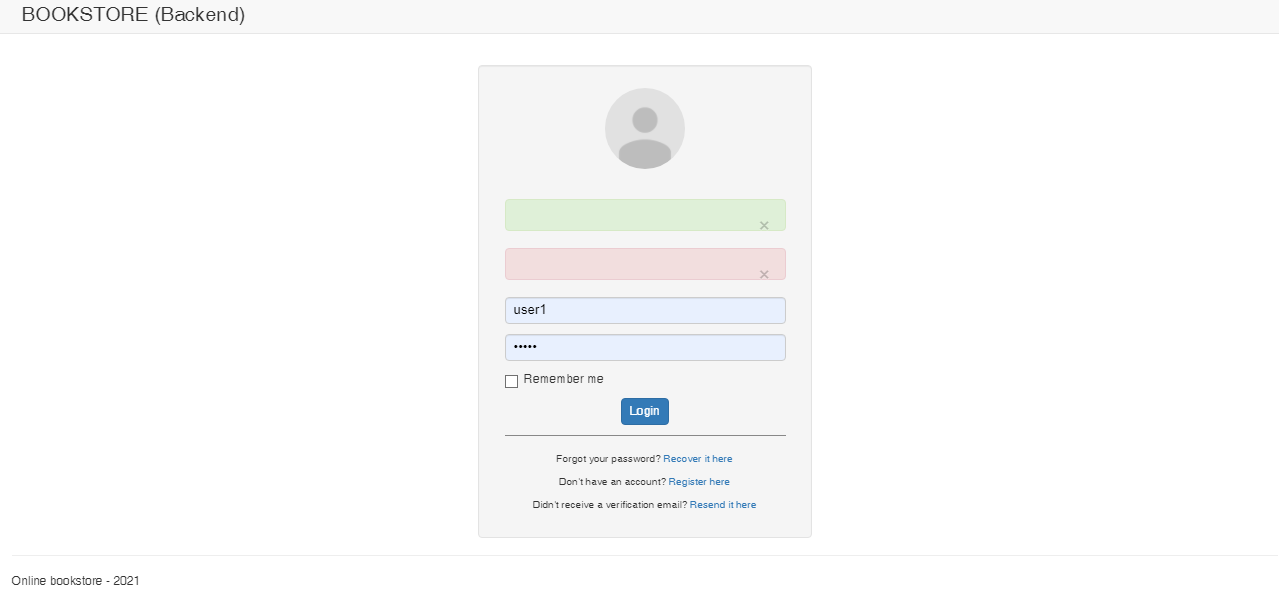 BOOKSTORE (Backend)
×
×
user1
•••••
Remember me
Login
Forgot your password? Recover it here
Don't have an account? Register here
Didn't receive a verification email? Resend it here
Online bookstore - 2021